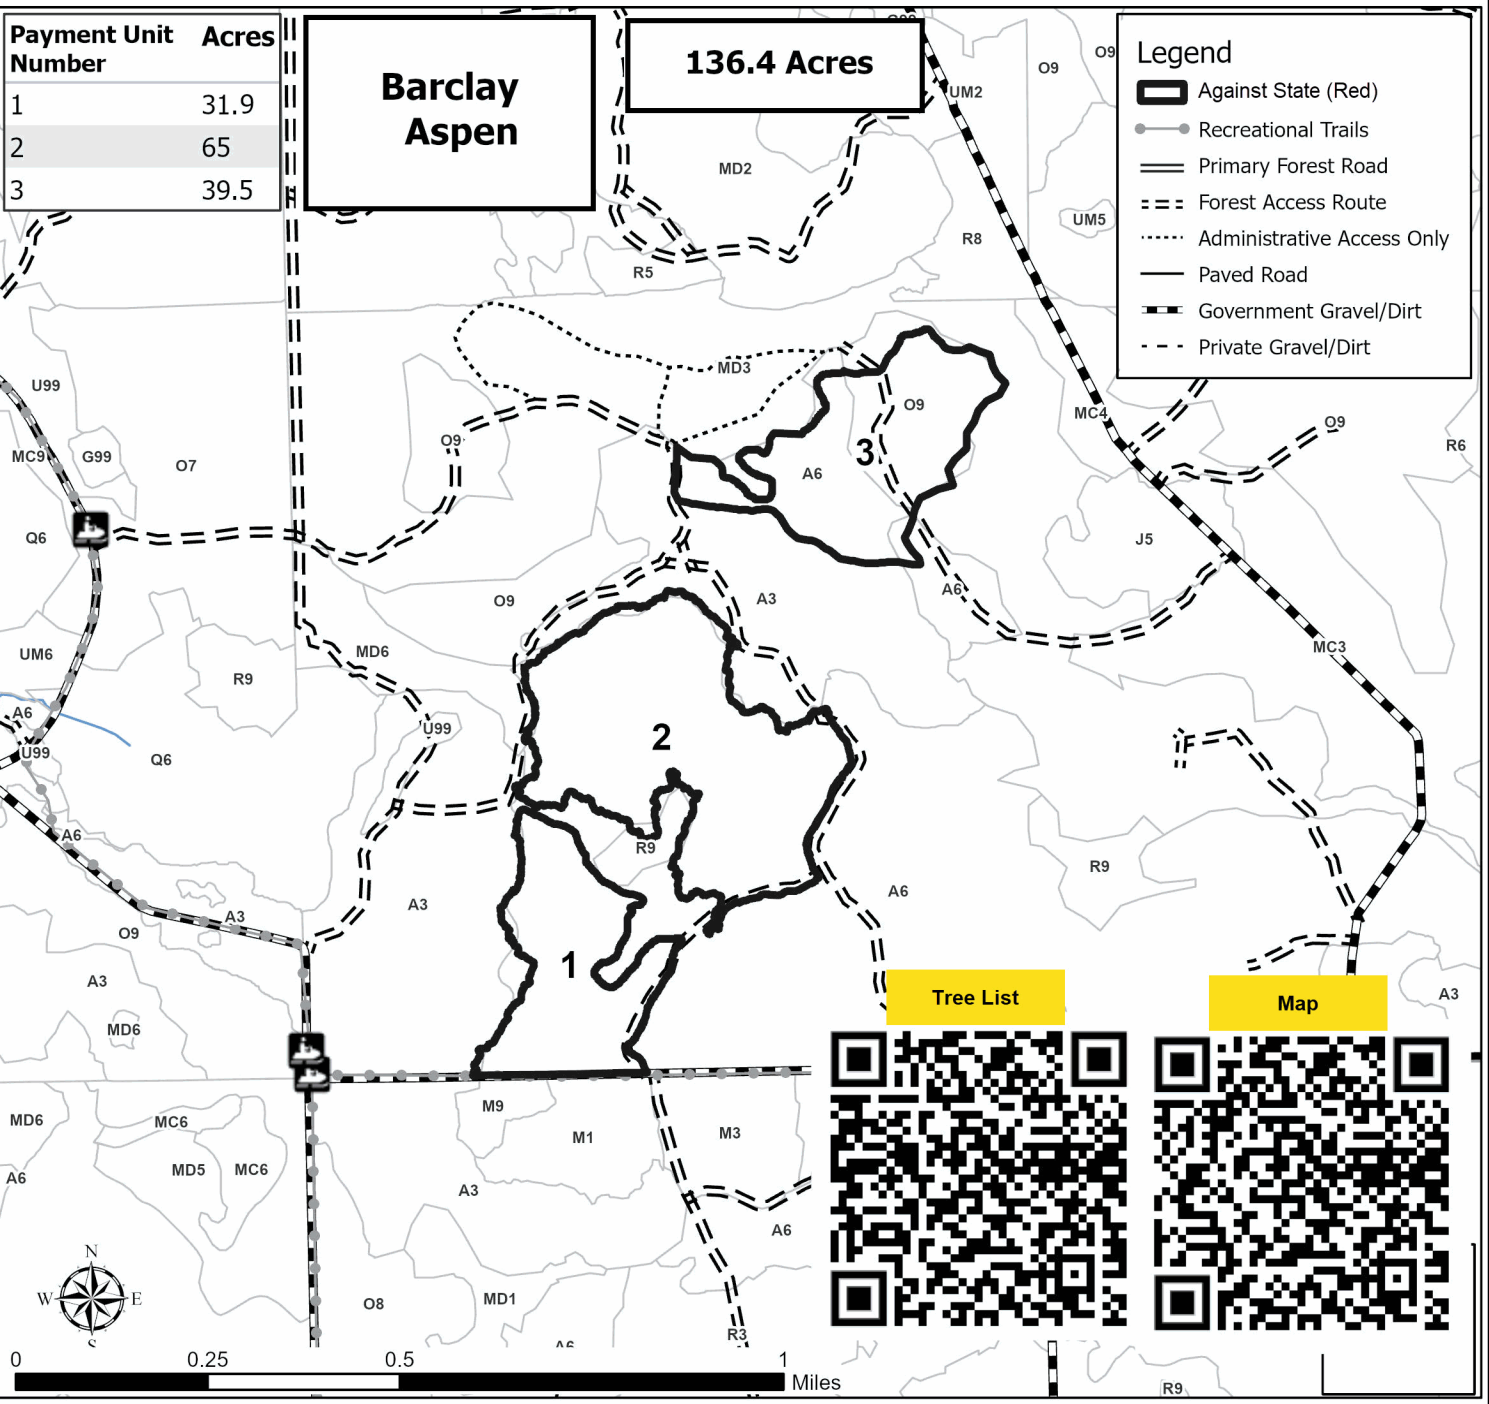 Payment Unit Number Acres
1 31.9
2 65
3 39.5
Barclay
Aspen
136.4 Acres
Legend
Against State (Red)
Recreational Trails
Primary Forest Road
Forest Access Route
Administrative Access Only
Paved Road
Government Gravel/Dirt
Private Gravel/Dirt
O9
O9
UM2
MD2
UM5
R8
R5
MD3
U99
O9
MC4
O9
R6
O9
MC9
G99
O7
3
A6
Q6
J5
A6
O9
A3
MC3
UM6
MD6
R9
A6
U99
2
U99
Q6
A6
R9
R9
A6
A3
A3
O9
1
A3
Tree List
Map
A3
MD6
M9
MD6
MC6
M1
M3
A6
MD5
MC6
A3
A6
N
W
E
S
O8
MD1
R3
A6
0 0.25 0.5 1
Miles
R9